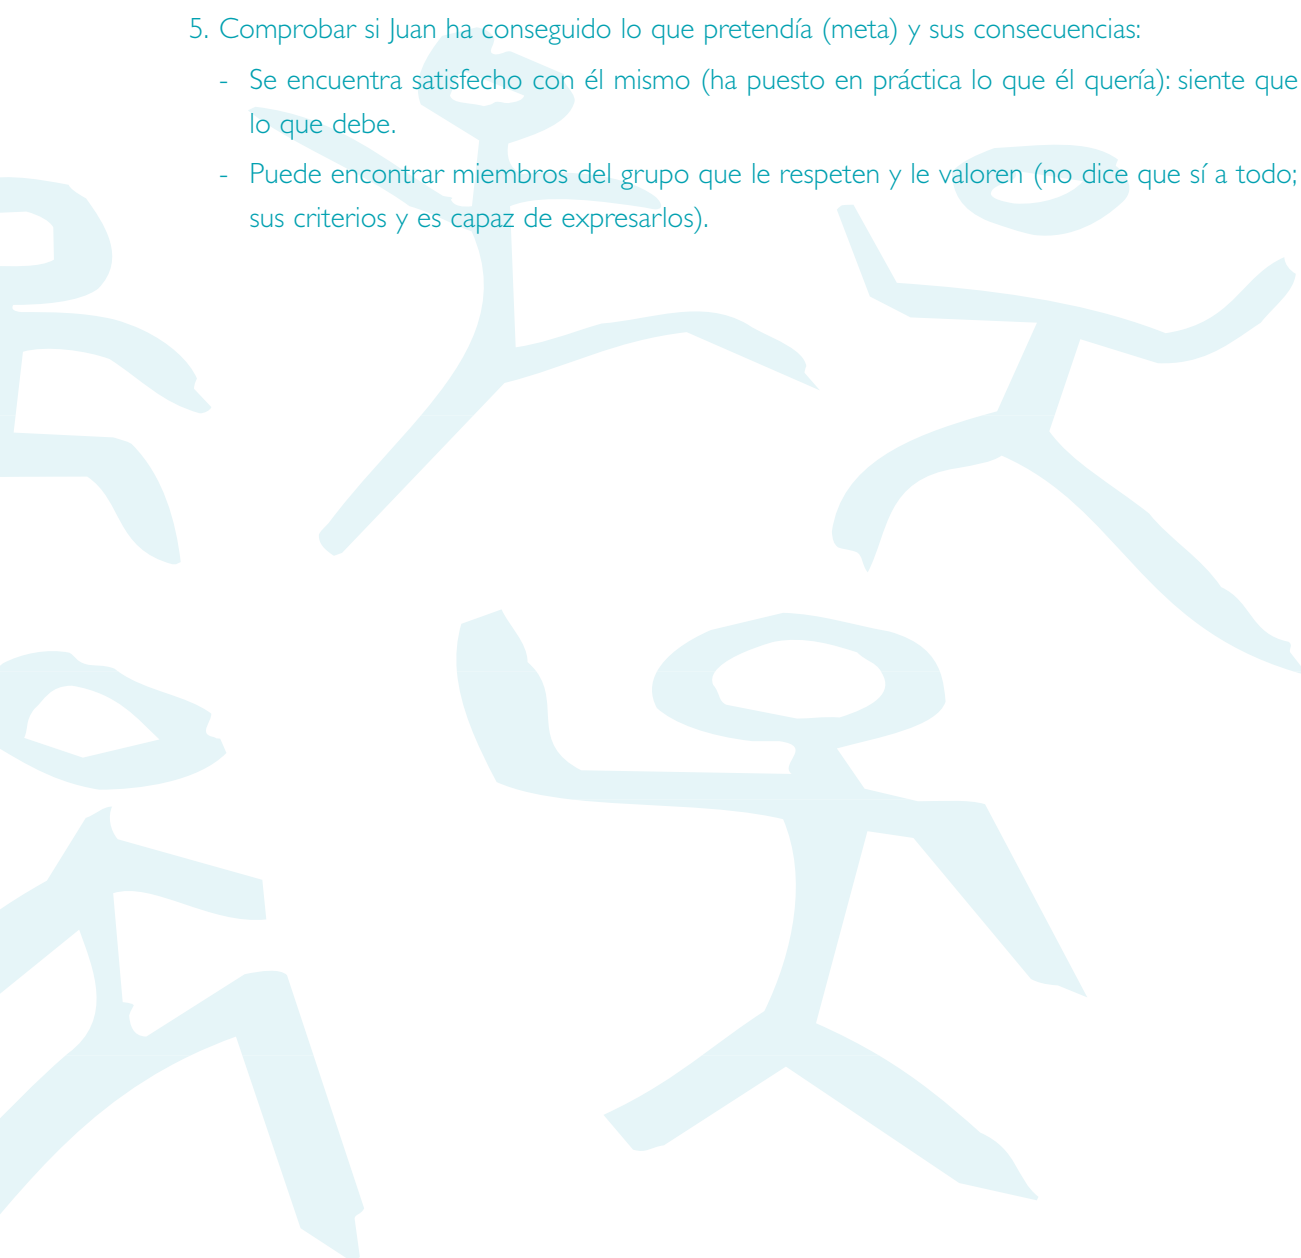 5. Comprobar si Juan ha conseguido lo que pretendía (meta) y sus consecuencias:
- Se encuentra satisfecho con él mismo (ha puesto en práctica lo que él quería): siente que
lo que debe.
- Puede encontrar miembros del grupo que le respeten y le valoren (no dice que sí a todo;
sus criterios y es capaz de expresarlos).